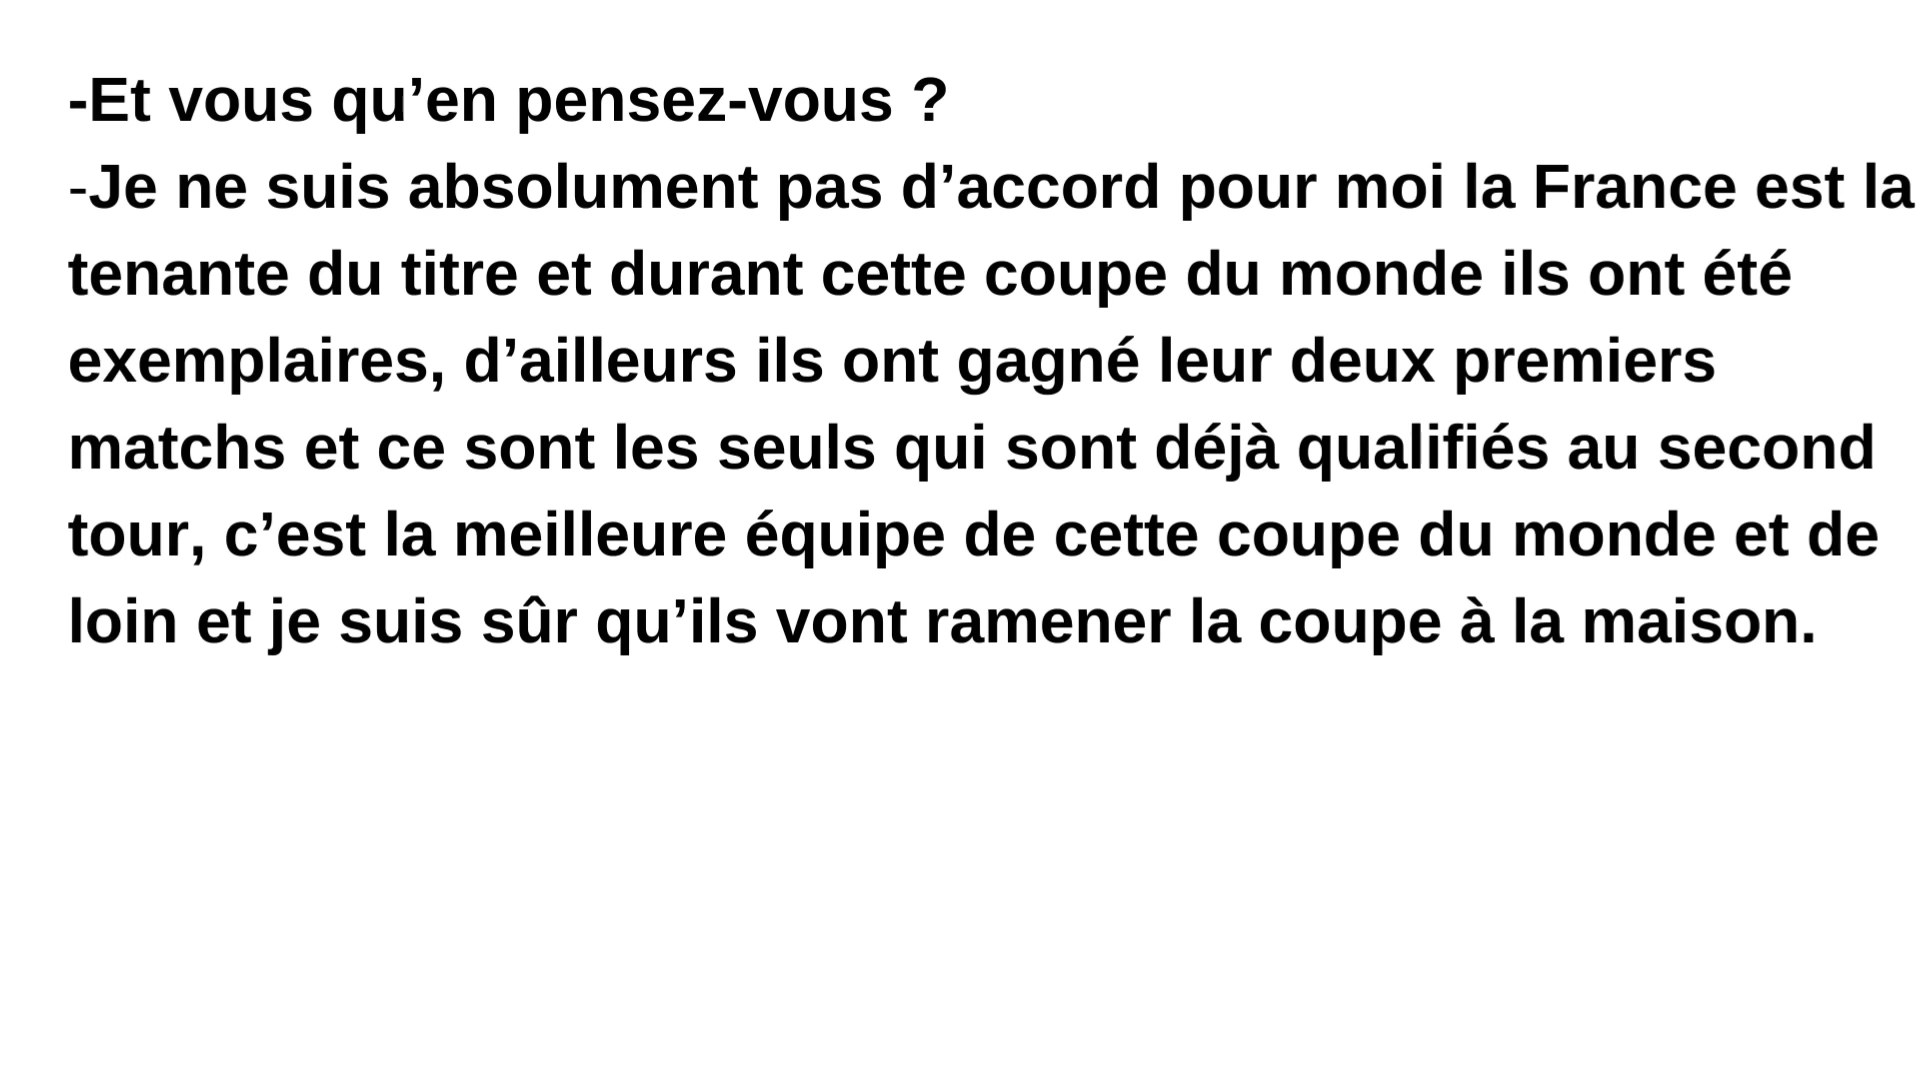 -Et vous qu’en pensez-vous ?
-Je ne suis absolument pas d’accord pour moi la France est la
tenante du titre et durant cette coupe du monde ils ont été
exemplaires, d’ailleurs ils ont gagné leur deux premiers
matchs et ce sont les seuls qui sont déjà qualifiés au second
tour, c’est la meilleure équipe de cette coupe du monde et de
loin et je suis sûr qu’ils vont ramener la coupe à la maison.